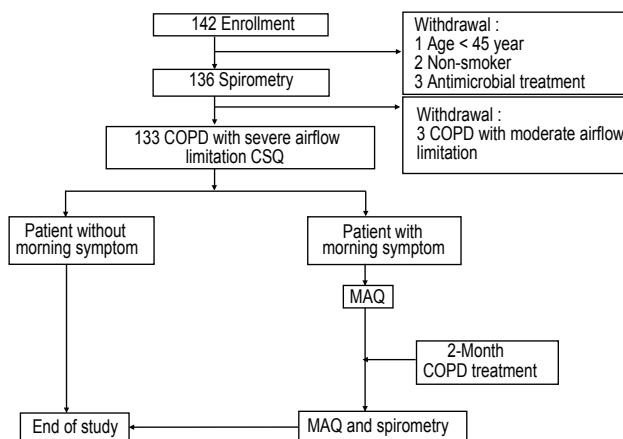 142 Enrollment
Withdrawal :
1 Age < 45 year
2 Non-smoker
3 Antimicrobial treatment
136 Spirometry
Withdrawal :
3 COPD with moderate airflow
limitation
133 COPD with severe airflow
limitation CSQ
Patient without
morning symptom
Patient with
morning symptom
MAQ
2-Month
COPD treatment
End of study
MAQ and spirometry